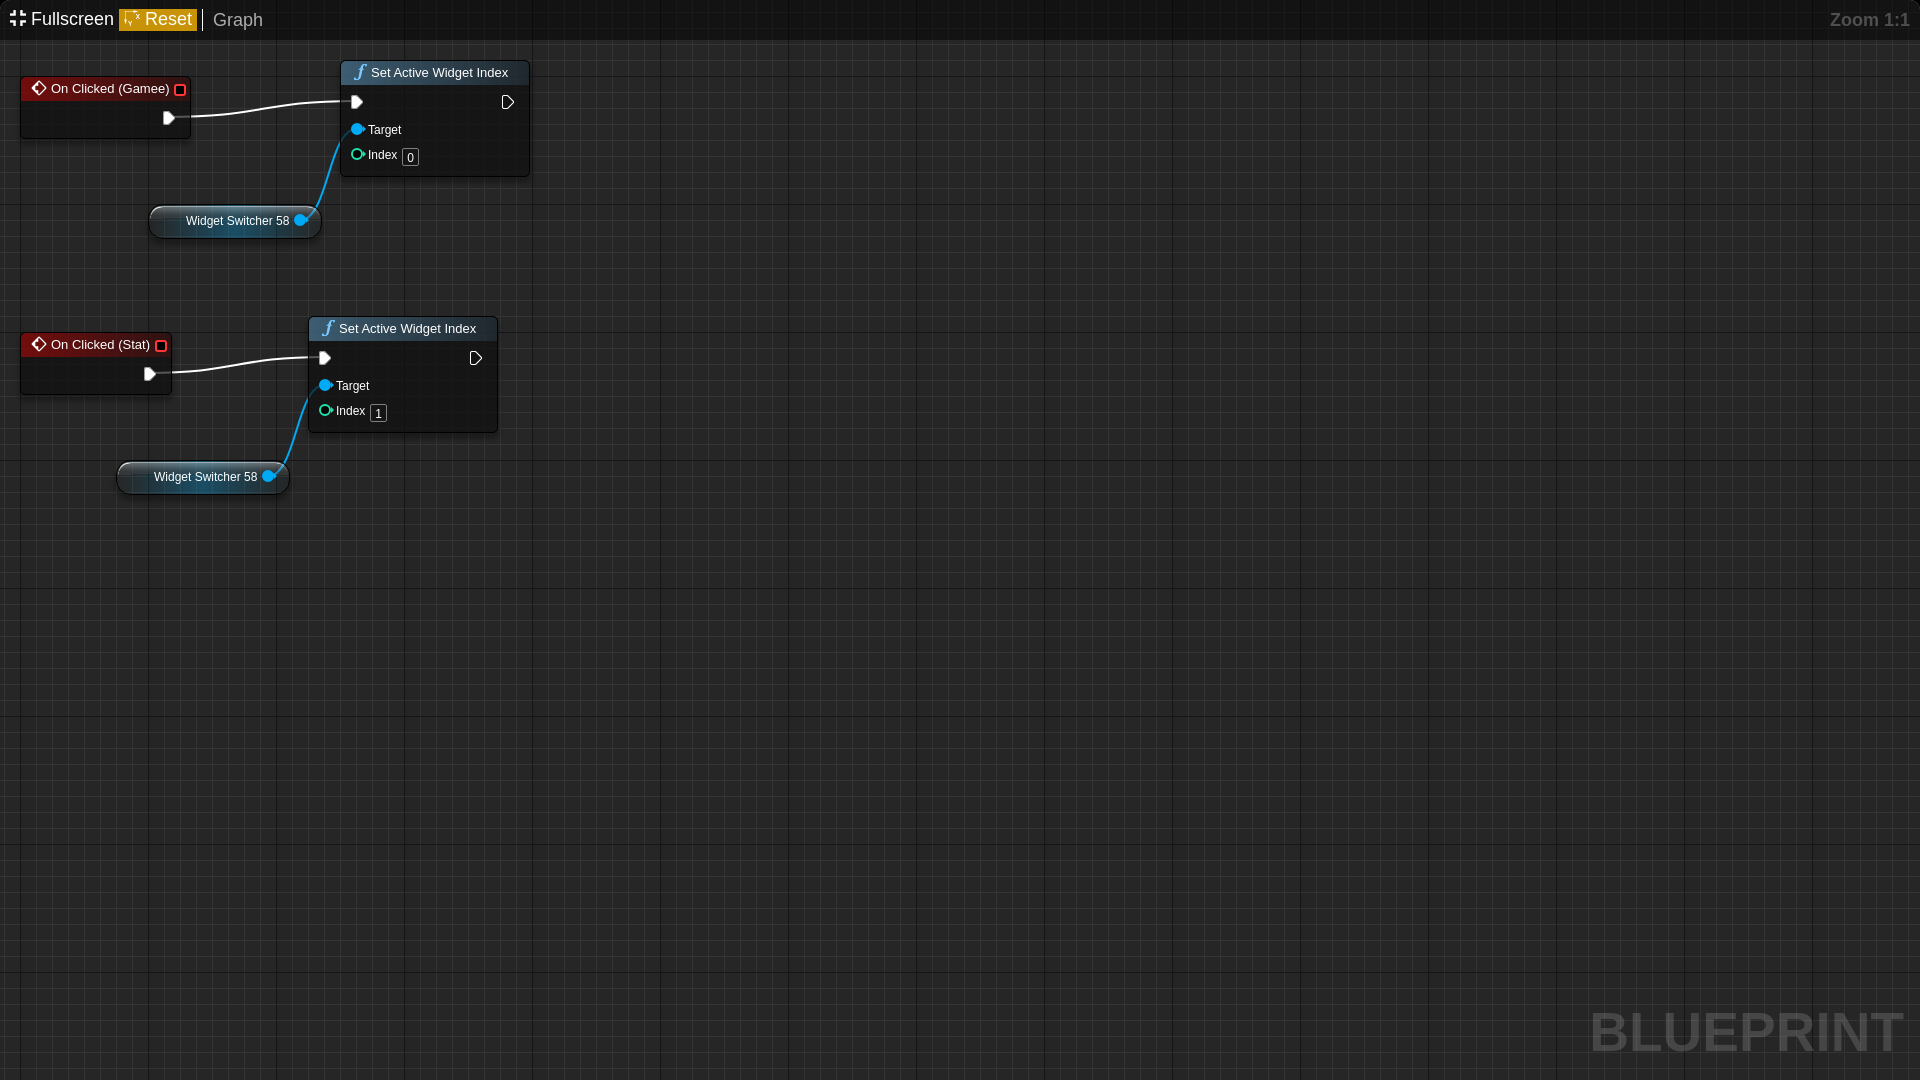 Fullscreen Reset Graph Zoom 1:1
On Clicked (Gamee)
Set Active Widget Index
Target
Index 0
Widget Switcher 58
On Clicked (Stat)
Set Active Widget Index
Target
Index 1
Widget Switcher 58
BLUEPRINT